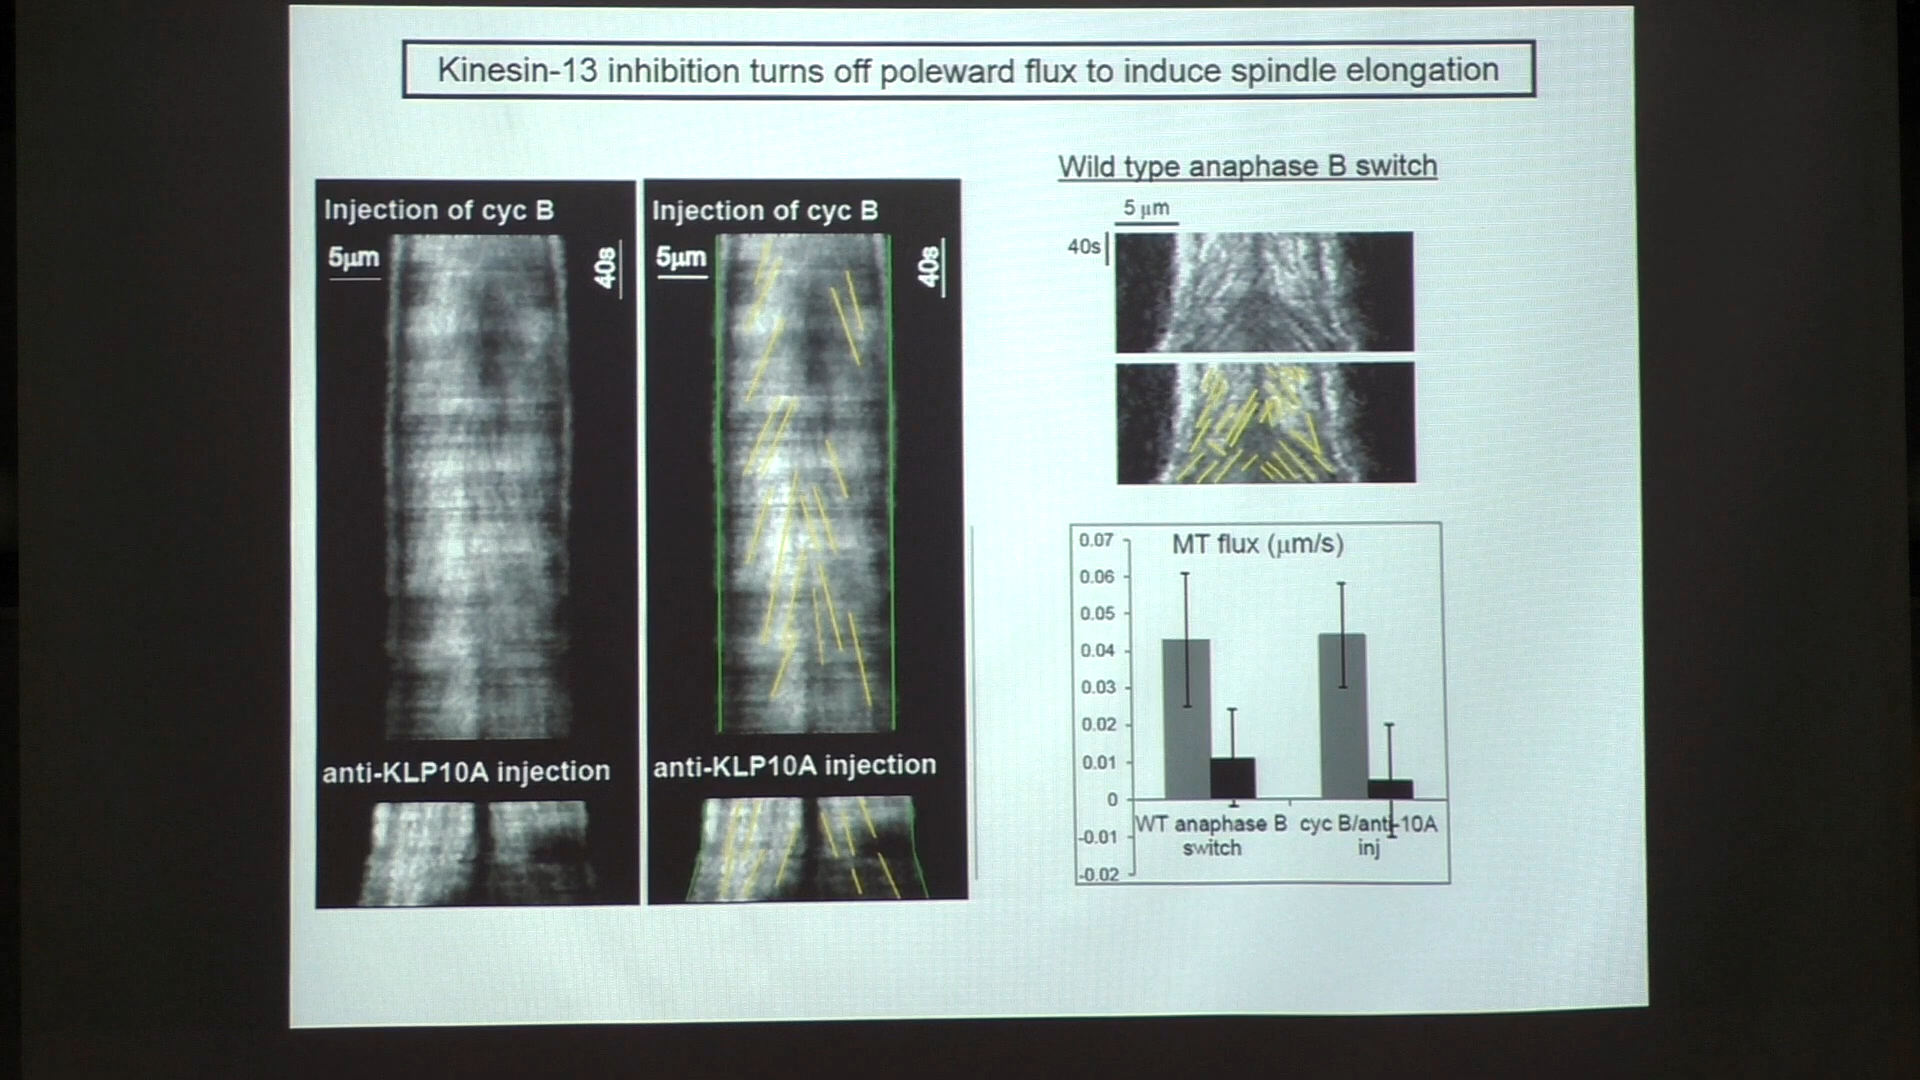 Kinesin-13 inhibition turns off poleward flux to induce spindle elongation
Injection of cyc B
5µm
40s
anti-KLP10A injection
Injection of cyc B
5µm
40s
anti-KLP10A injection
Wild type anaphase B switch
5 µm
40s
MT flux (µm/s)
0.07
0.06
0.05
0.04
0.03
0.02
0.01
0
-0.01
-0.02
WT anaphase B
switch
cyc B/anti-10A
inj